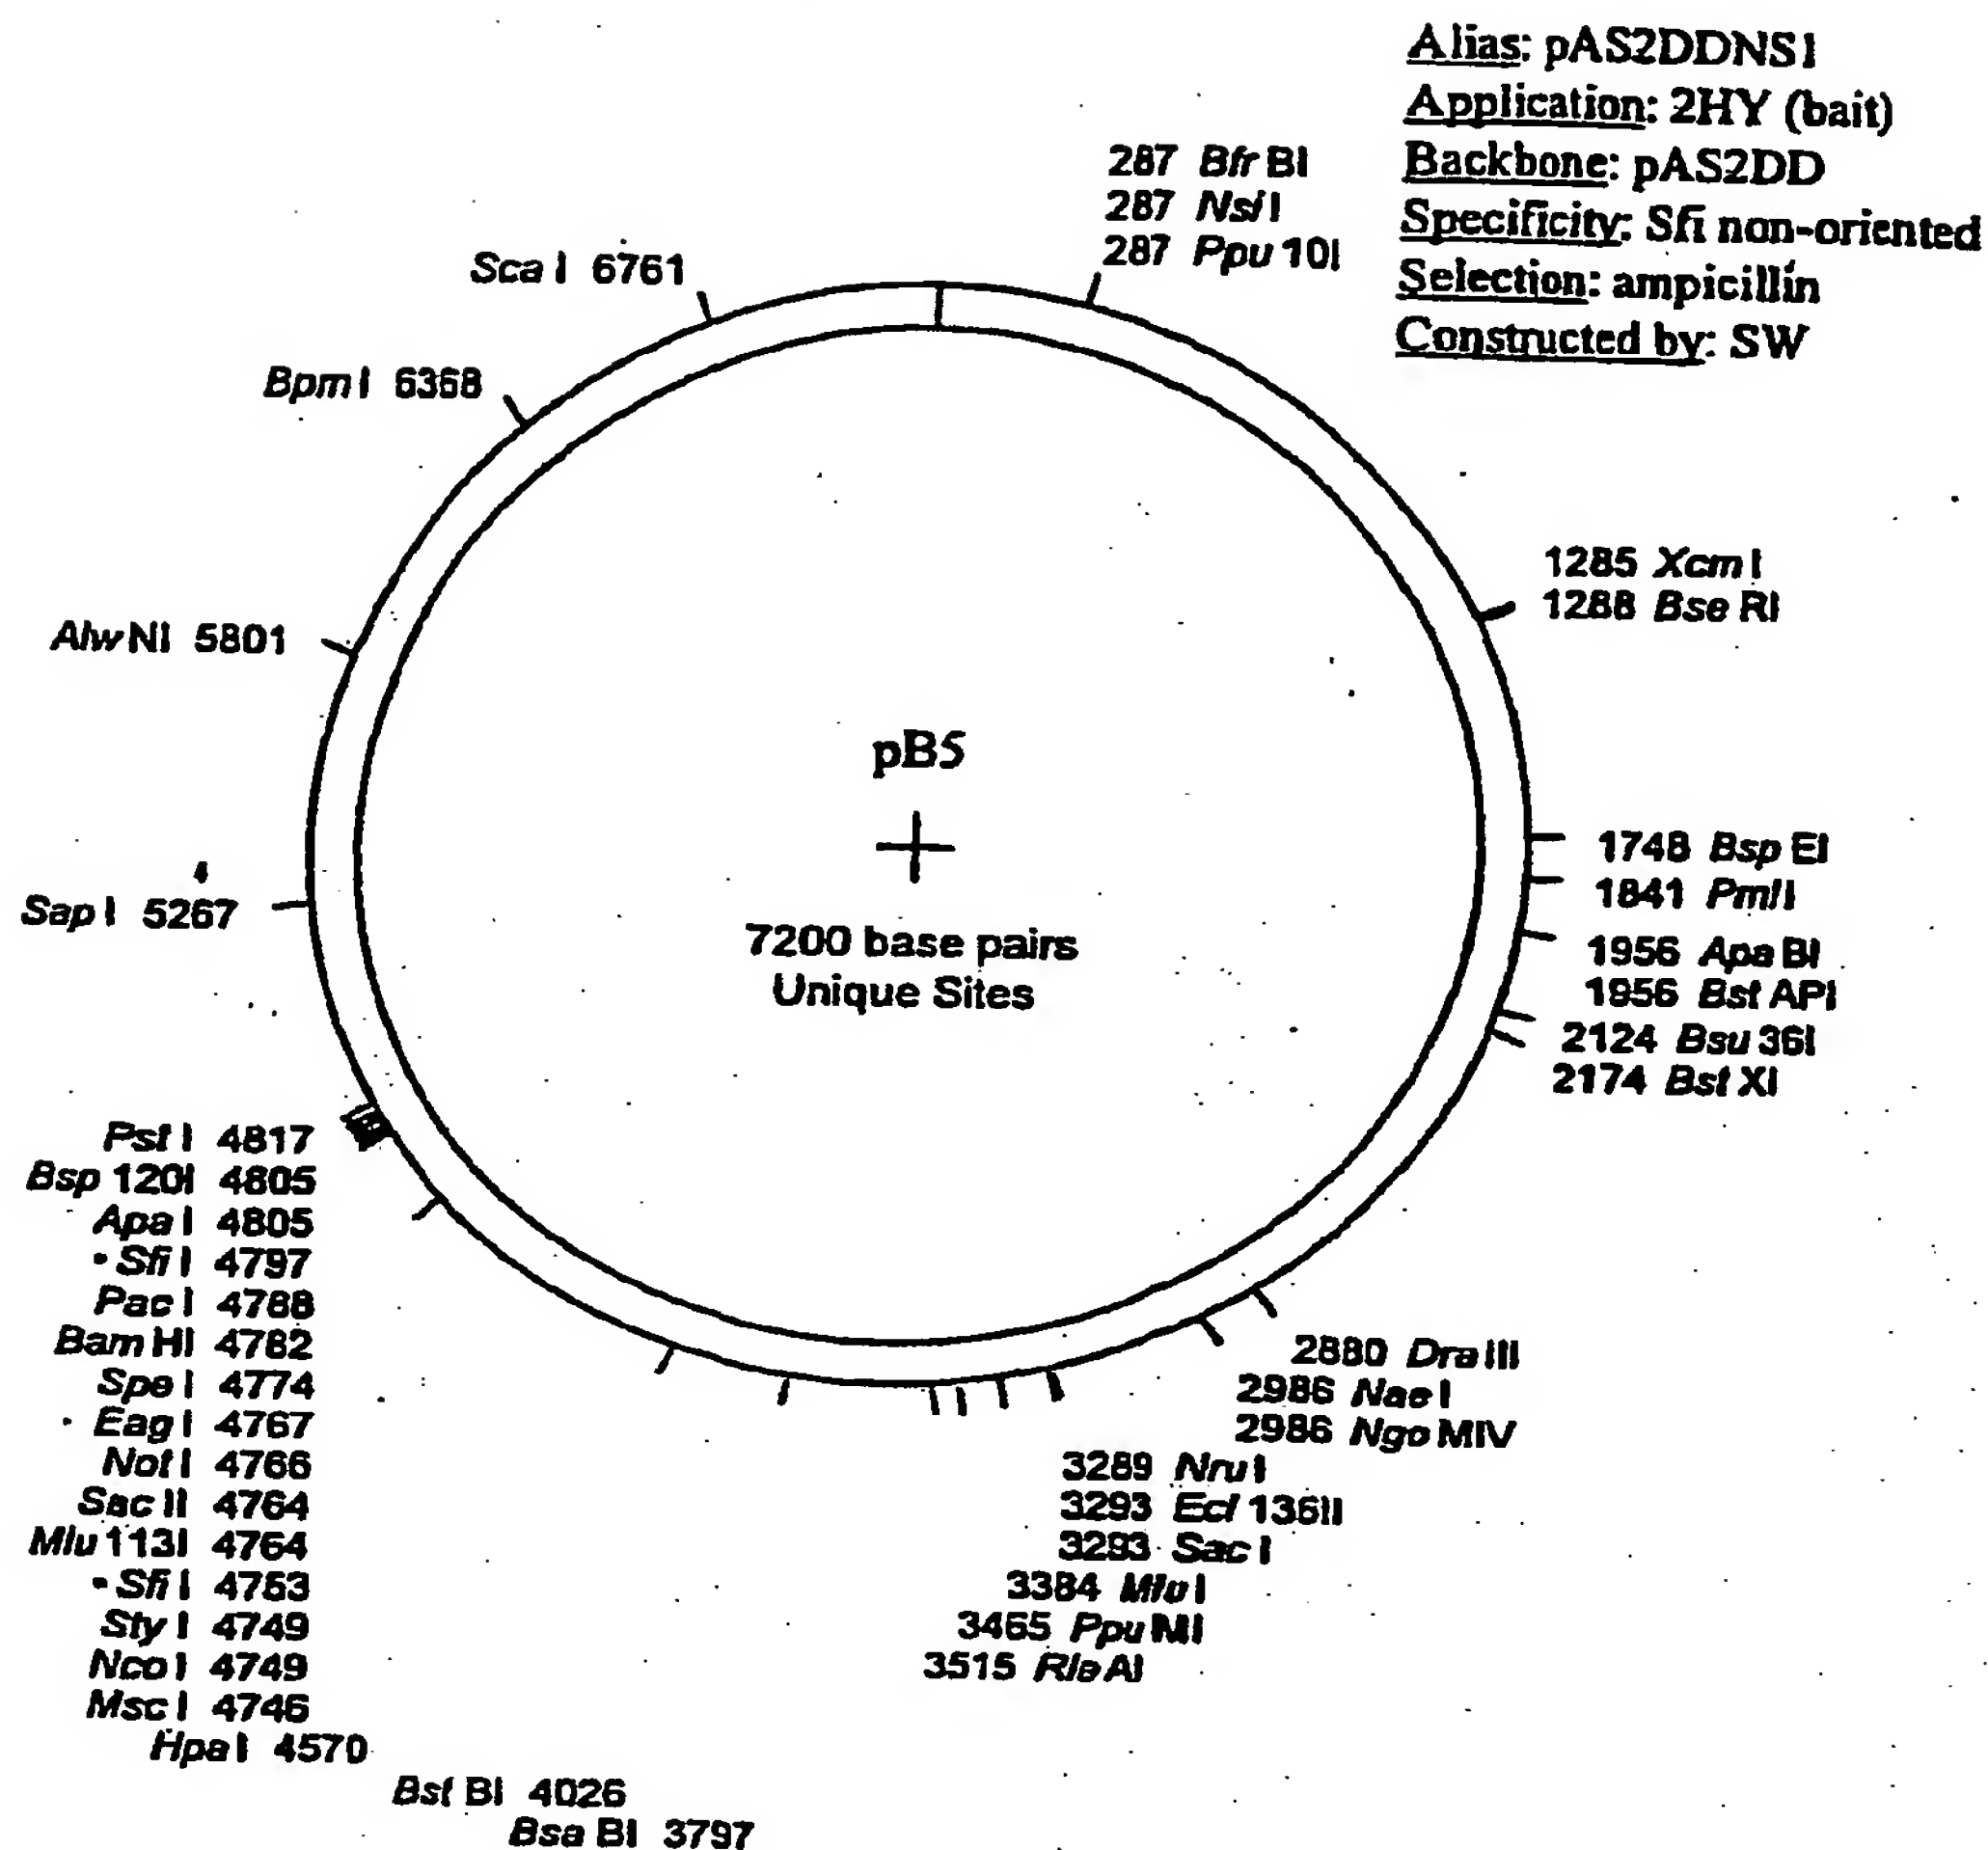 Alias: pAS2DDNS1
Application: 2HY (bait)
Backbone: pAS2DD
Specificity: Sfi non-oriented
Selection: ampicillin
Constructed by: SW
287 Bfr BI
287 Nsi I
287 Ppu 10I
Sca I 6761
Bpm I 6368
1285 Xcm I
1288 Bse RI
Alw NI 5801
pB5
1748 Bsp EI
1841 Pml I
Sap I 5267
7200 base pairs
Unique Sites
1956 Apa BI
1956 Bst API
2124 Bsu 36I
2174 Bst XI
Pst I 4817
Bsp 120I 4805
Apa I 4805
• Sfi I 4797
Pac I 4788
Bam HI 4782
Spe I 4774
Eag I 4767
Not I 4766
Sac II 4764
Mlu 113I 4764
• Sfi I 4753
Sty I 4749
Nco I 4749
Msc I 4746
Hpa I 4570
Bst BI 4026
Bsa BI 3797
2880 Dra III
2986 Nae I
2986 Ngo MIV
3289 Nru I
3293 Ecl 136II
3293 Sac I
3384 Mlu I
3465 Ppu MI
3515 Rle AI